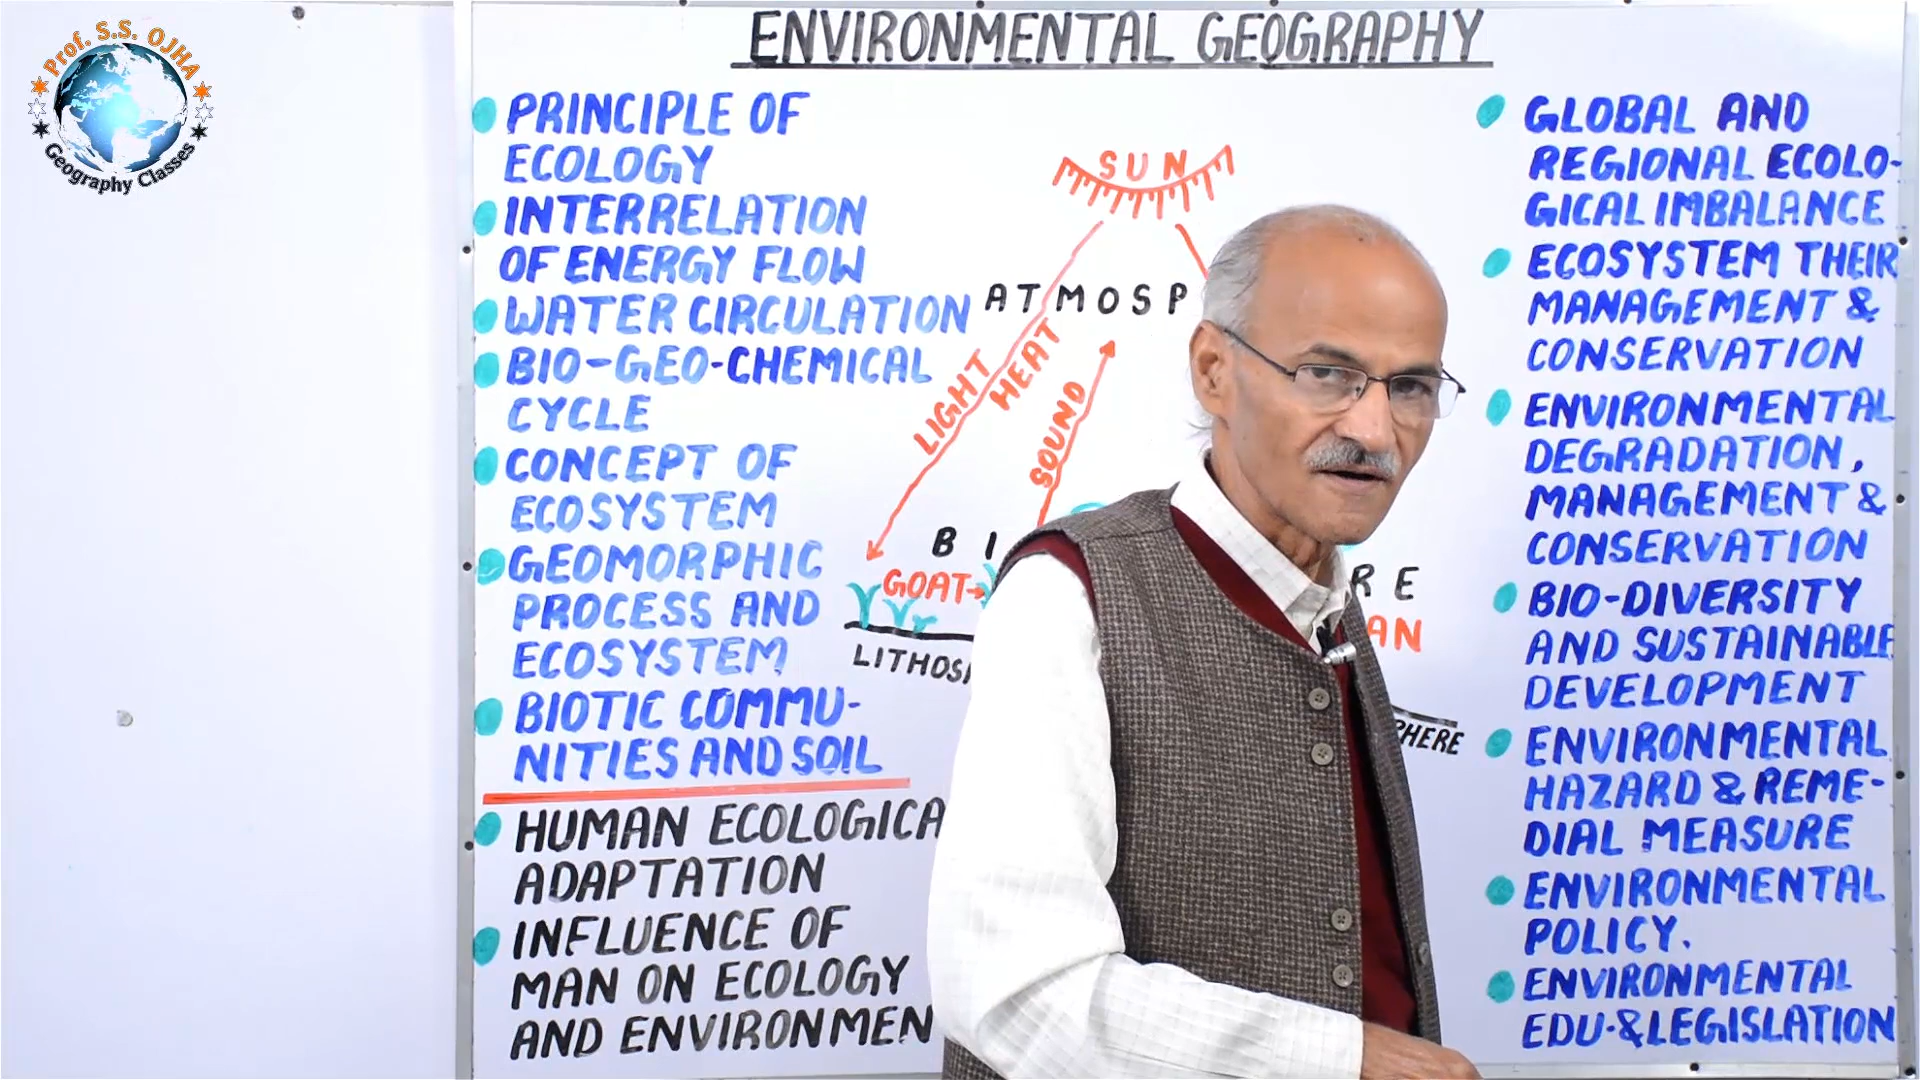 Prof. S.S. OJHA
Geography Classes
ENVIRONMENTAL GEOGRAPHY
PRINCIPLE OF
ECOLOGY
INTERRELATION
OF ENERGY FLOW
WATER CIRCULATION
BIO-GEO-CHEMICAL
CYCLE
CONCEPT OF
ECOSYSTEM
GEOMORPHIC
PROCESS AND
ECOSYSTEM
BIOTIC COMMU-
NITIES AND SOIL
HUMAN ECOLOGICA
ADAPTATION
INFLUENCE OF
MAN ON ECOLOGY
AND ENVIRONMEN
SUN
ATMOSP
LIGHT
HEAT
SOUND
B I
R E
GOAT
AN
LITHOS
PHERE
GLOBAL AND
REGIONAL ECOLO-
GICAL IMBALANCE
ECOSYSTEM THEIR
MANAGEMENT &
CONSERVATION
ENVIRONMENTAL
DEGRADATION,
MANAGEMENT &
CONSERVATION
BIO-DIVERSITY
AND SUSTAINABLE
DEVELOPMENT
ENVIRONMENTAL
HAZARD & REME-
DIAL MEASURE
ENVIRONMENTAL
POLICY.
ENVIRONMENTAL
EDU-&LEGISLATION